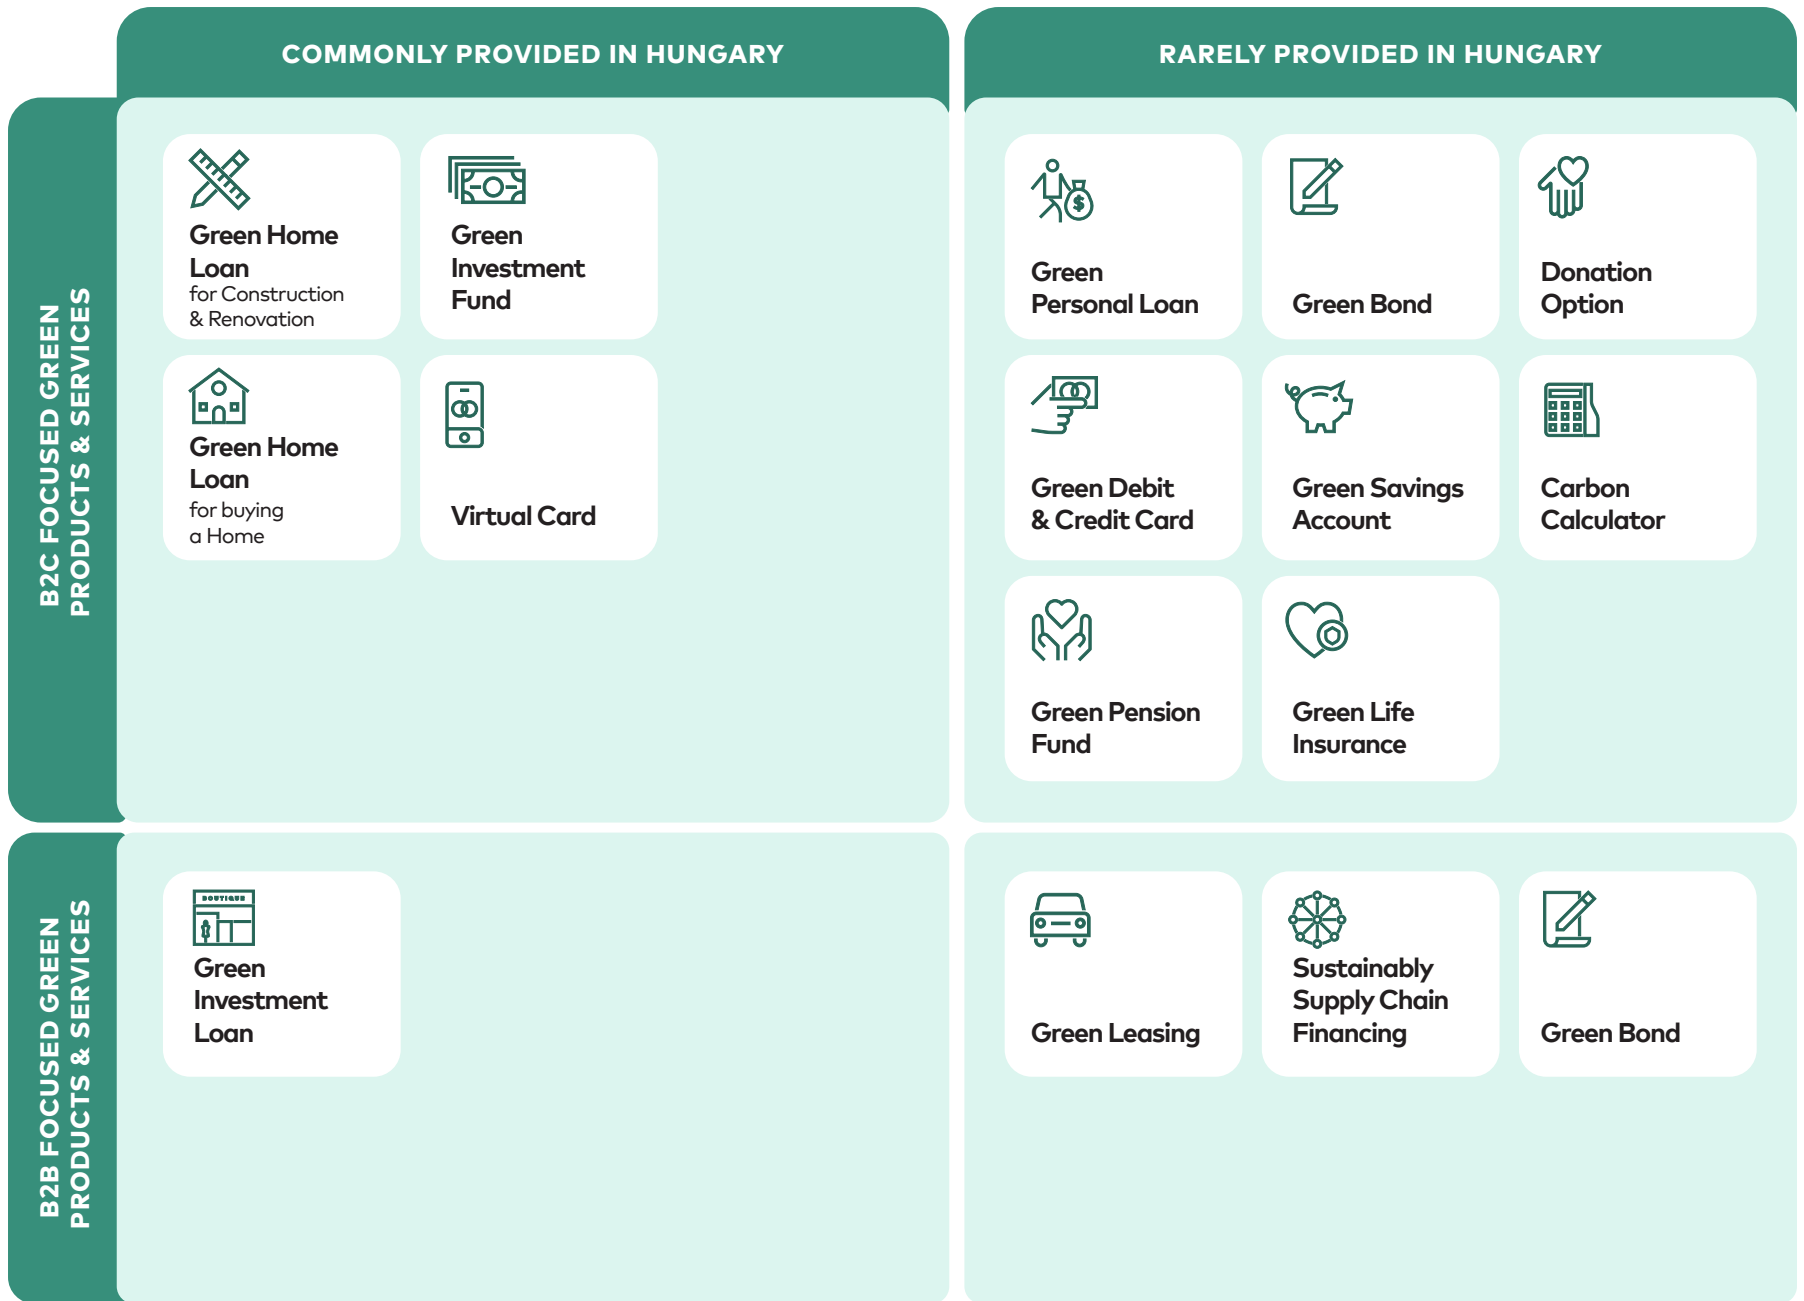 COMMONLY PROVIDED IN HUNGARY
RARELY PROVIDED IN HUNGARY
B2C FOCUSED GREEN
PRODUCTS & SERVICES
Green Home
Loan
for Construction
& Renovation
Green
Investment
Fund
Green Home
Loan
for buying
a Home
Virtual Card
Green
Personal Loan
Green Bond
Donation
Option
Green Debit
& Credit Card
Green Savings
Account
Carbon
Calculator
Green Pension
Fund
Green Life
Insurance
B2B FOCUSED GREEN
PRODUCTS & SERVICES
BOUTIQUE
Green
Investment
Loan
Green Leasing
Sustainably
Supply Chain
Financing
Green Bond